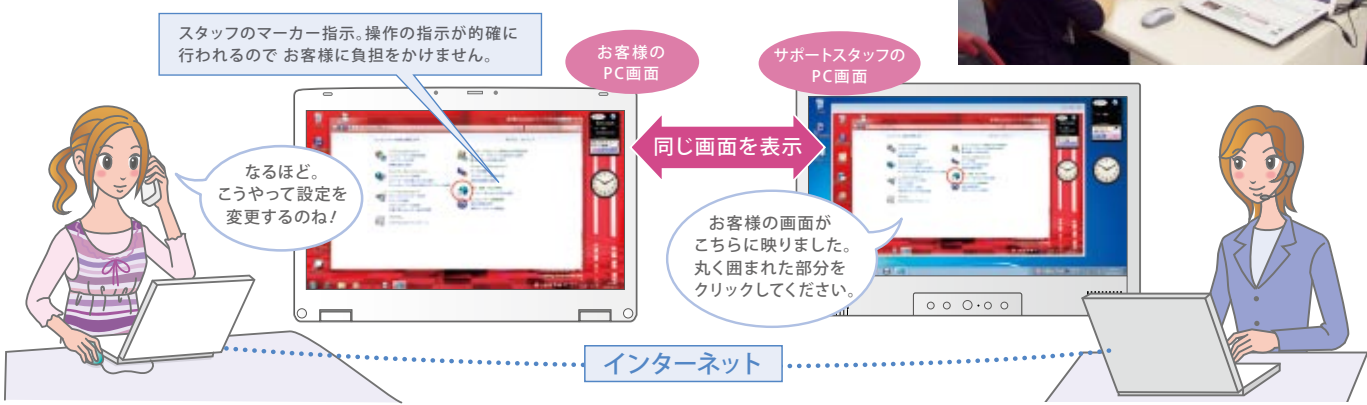 スタッフのマーカー指示。操作の指示が的確に
行われるので お客様に負担をかけません。
お客様の
PC画面
サポートスタッフの
PC画面
同じ画面を表示
なるほど。
こうやって設定を
変更するのね!
お客様の画面が
こちらに映りました。
丸く囲まれた部分を
クリックしてください。
インターネット